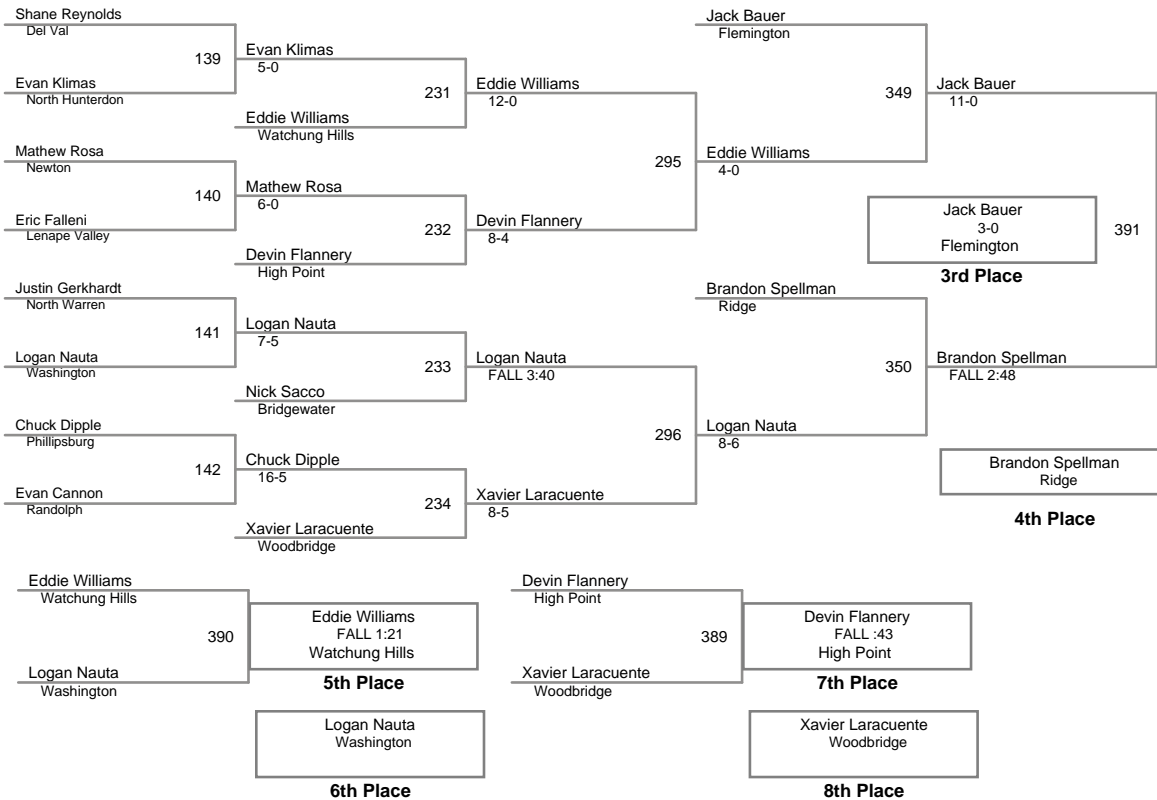 Shane Reynolds
Del Val
139
Evan Klimas
North Hunterdon
Mathew Rosa
Newton
140
Eric Falleni
Lenape Valley
Justin Gerkhardt
North Warren
141
Logan Nauta
Washington
Chuck Dipple
Phillipsburg
142
Evan Cannon
Randolph
Evan Klimas
5-0
231
Eddie Williams
Watchung Hills
Mathew Rosa
6-0
232
Devin Flannery
High Point
Logan Nauta
7-5
233
Nick Sacco
Bridgewater
Chuck Dipple
16-5
234
Xavier Laracuente
Woodbridge
Eddie Williams
12-0
295
Devin Flannery
8-4
Logan Nauta
FALL 3:40
296
Xavier Laracuente
8-5
Jack Bauer
Flemington
349
Eddie Williams
4-0
Brandon Spellman
Ridge
350
Logan Nauta
8-6
Jack Bauer
11-0
391
Brandon Spellman
FALL 2:48
Jack Bauer
3-0
Flemington
3rd Place
Brandon Spellman
Ridge
4th Place
Eddie Williams
Watchung Hills
390
Logan Nauta
Washington
Eddie Williams
FALL 1:21
Watchung Hills
5th Place
Logan Nauta
Washington
6th Place
Devin Flannery
High Point
389
Xavier Laracuente
Woodbridge
Devin Flannery
FALL :43
High Point
7th Place
Xavier Laracuente
Woodbridge
8th Place